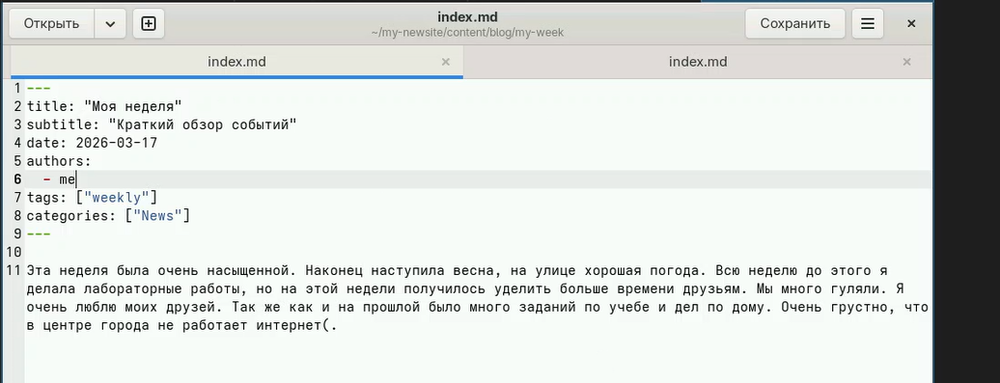 Открыть
index.md
~/my-newsite/content/blog/my-week
Сохранить
index.md
index.md
1 ---
2 title: "Моя неделя"
3 subtitle: "Краткий обзор событий"
4 date: 2026-03-17
5 authors:
6   - me
7 tags: ["weekly"]
8 categories: ["News"]
9 ---
10
11 Эта неделя была очень насыщенной. Наконец наступила весна, на улице хорошая погода. Всю неделю до этого я
делала лабораторные работы, но на этой недели получилось уделить больше времени друзьям. Мы много гуляли. Я
очень люблю моих друзей. Так же как и на прошлой было много заданий по учебе и дел по дому. Очень грустно, что
в центре города не работает интернет(.